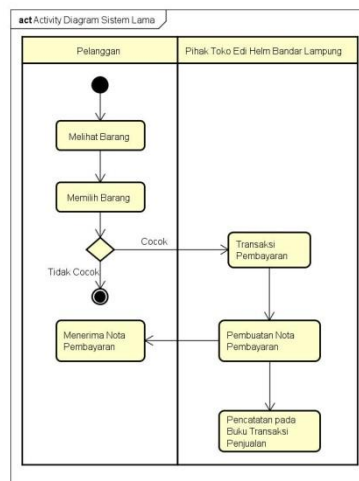 act Activity Diagram Sistem Lama
Pelanggan
Pihak Toko Edi Helm Bandar Lampung
Melihat Barang
Memilih Barang
Cocok
Transaksi
Pembayaran
Tidak Cocok
Menerima Nota
Pembayaran
Pembuatan Nota
Pembayaran
Pencatatan pada
Buku Transaksi
Penjualan